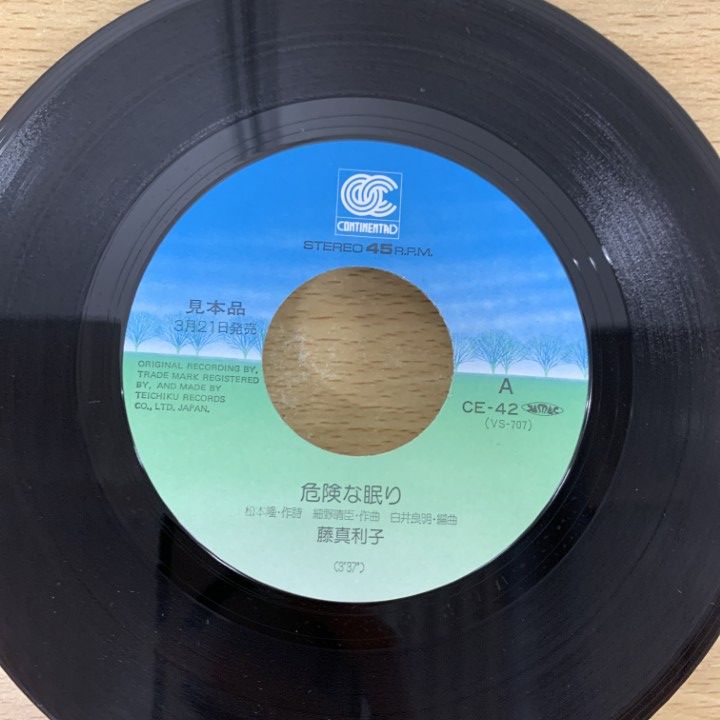 CONTINENTAL
STEREO 45 R.P.M.
見本品
3月21日発売
ORIGINAL RECORDING BY,
TRADE MARK REGISTERED
BY, AND MADE BY
TEICHIKU RECORDS
CO., LTD. JAPAN.
A
CE-42 JASRAC
(VS-707)
危険な眠り
松本隆・作詩 細野晴臣・作曲 白井良明・編曲
藤真利子
(3'37")